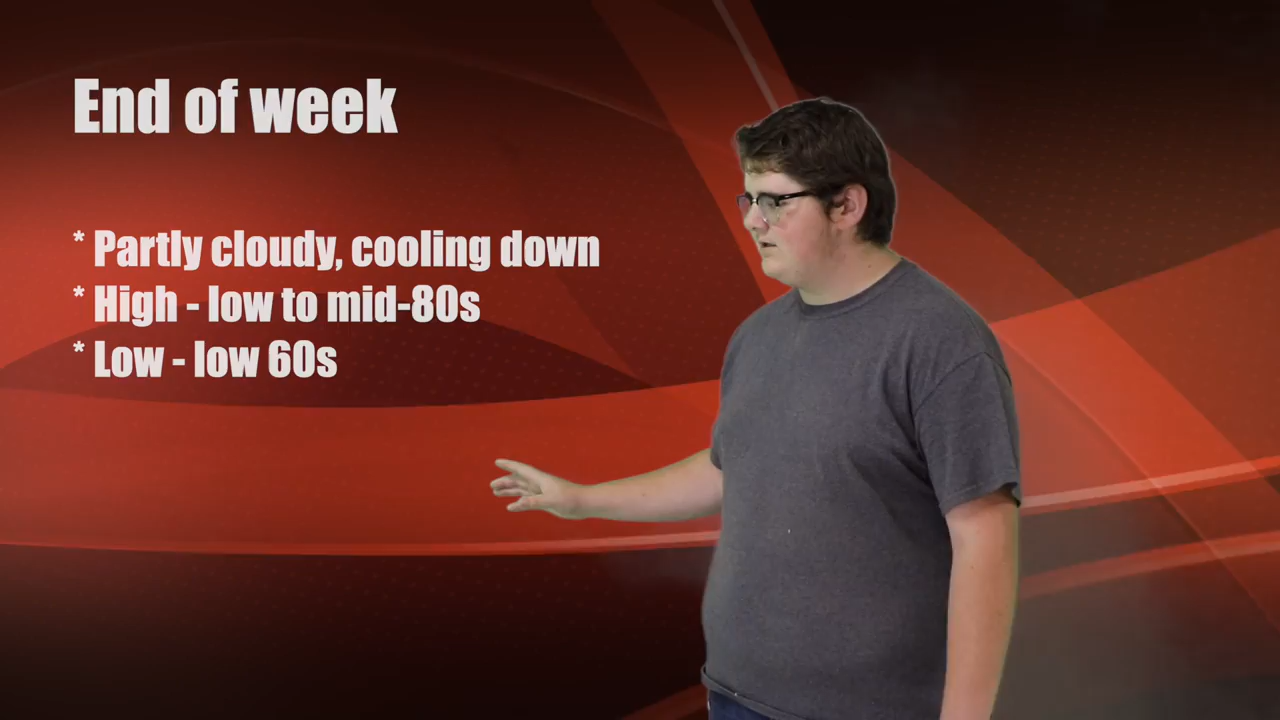 End of week
* Partly cloudy, cooling down
* High - low to mid-80s
* Low - low 60s